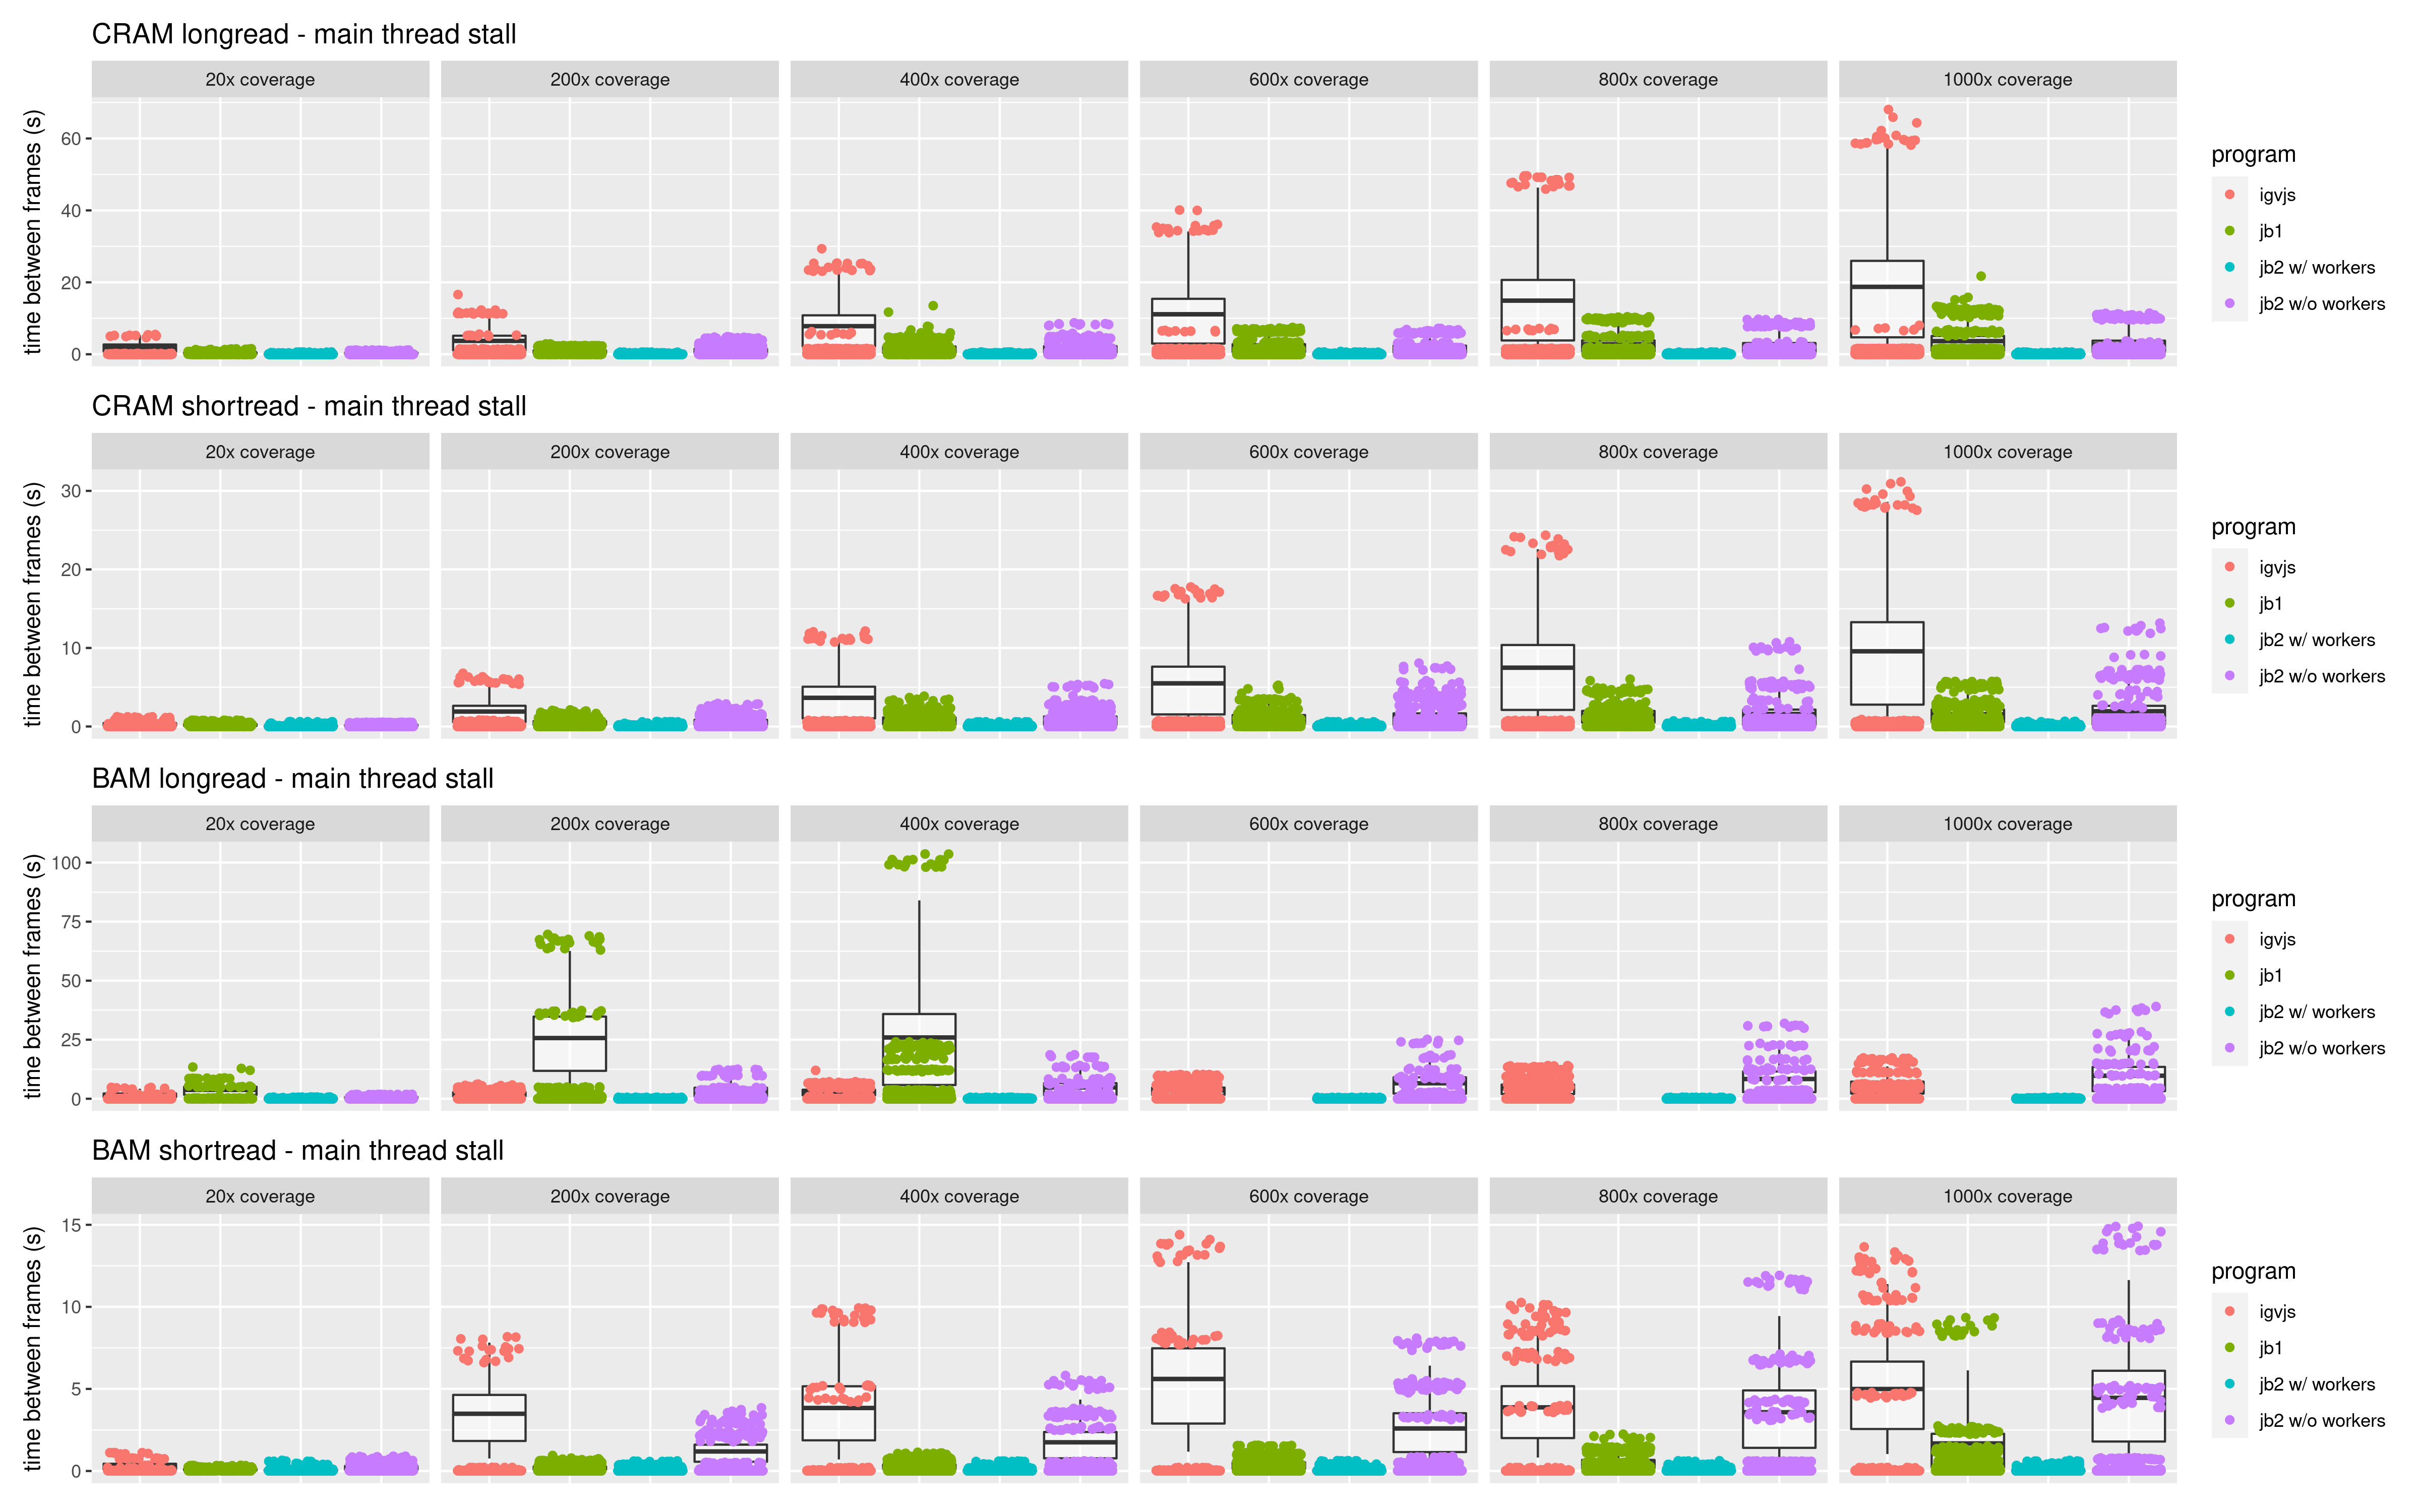 CRAM longread - main thread stall
20x coverage 200x coverage 400x coverage 600x coverage 800x coverage 1000x coverage
time between frames (s)
60
40
20
0
program
igvjs
jb1
jb2 w/ workers
jb2 w/o workers
CRAM shortread - main thread stall
20x coverage 200x coverage 400x coverage 600x coverage 800x coverage 1000x coverage
time between frames (s)
30
20
10
0
program
igvjs
jb1
jb2 w/ workers
jb2 w/o workers
BAM longread - main thread stall
20x coverage 200x coverage 400x coverage 600x coverage 800x coverage 1000x coverage
time between frames (s)
100
75
50
25
0
program
igvjs
jb1
jb2 w/ workers
jb2 w/o workers
BAM shortread - main thread stall
20x coverage 200x coverage 400x coverage 600x coverage 800x coverage 1000x coverage
time between frames (s)
15
10
5
0
program
igvjs
jb1
jb2 w/ workers
jb2 w/o workers